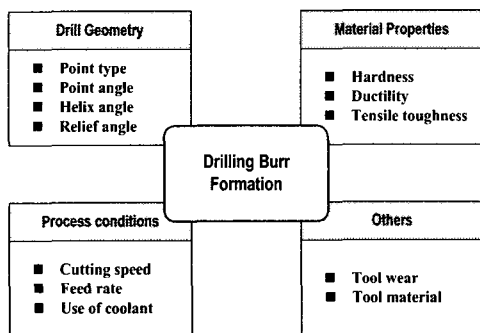 Drill Geometry
Point type
Point angle
Helix angle
Relief angle
Material Properties
Hardness
Ductility
Tensile toughness
Drilling Burr
Formation
Process conditions
Cutting speed
Feed rate
Use of coolant
Others
Tool wear
Tool material